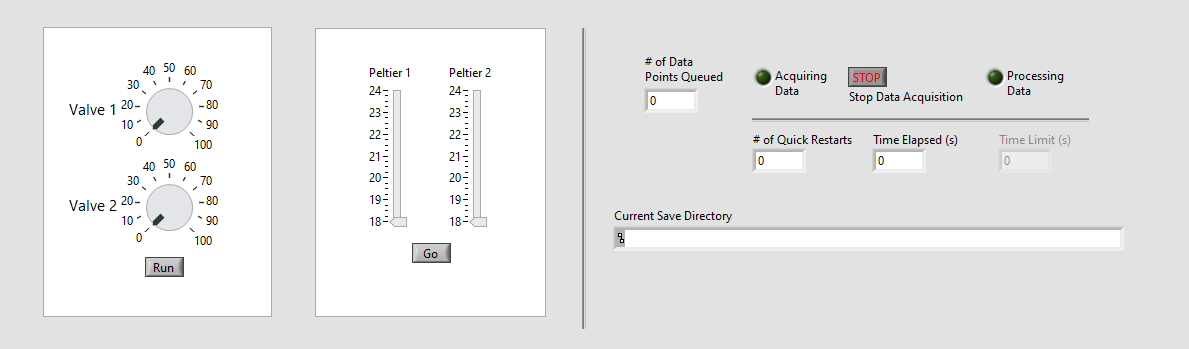 Valve 1
0
10
20
30
40
50
60
70
80
90
100
Valve 2
0
10
20
30
40
50
60
70
80
90
100
Run
Peltier 1
24
23
22
21
20
19
18
Peltier 2
24
23
22
21
20
19
18
Go
# of Data
Points Queued
0
Acquiring
Data
STOP
Stop Data Acquisition
Processing
Data
# of Quick Restarts
0
Time Elapsed (s)
0
Time Limit (s)
0
Current Save Directory